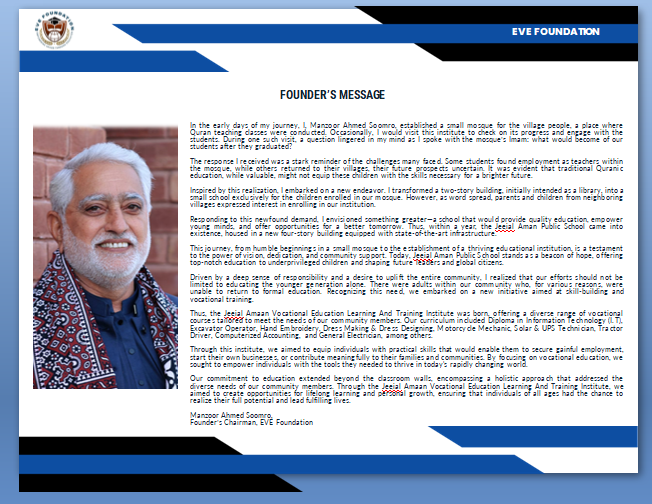 EVE FOUNDATION
EVE FOUNDATION
FOUNDER'S MESSAGE
In the early days of my journey, I, Manzoor Ahmed Soomro, established a small mosque for the village people, a place where
Quran teaching classes were conducted. Occasionally, I would visit this institute to check on its progress and engage with the
students. During one such visit, a question lingered in my mind as I spoke with the mosque's Imam: what would become of our
students after they graduated?
The response I received was a stark reminder of the challenges many faced. Some students found employment as teachers within
the mosque, while others returned to their villages, their future prospects uncertain. It was evident that traditional Quranic
education, while valuable, might not equip these children with the skills necessary for a brighter future.
Inspired by this realization, I embarked on a new endeavor. I transformed a two-story building, initially intended as a library, into a
small school exclusively for the children enrolled in our mosque. However, as word spread, parents and children from neighboring
villages expressed interest in enrolling in our institution.
Responding to this newfound demand, I envisioned something greater—a school that would provide quality education, empower
young minds, and offer opportunities for a better tomorrow. Thus, within a year, the Jeejal Aman Public School came into
existence, housed in a new four-story building equipped with state-of-the-art infrastructure.
This journey, from humble beginnings in a small mosque to the establishment of a thriving educational institution, is a testament
to the power of vision, dedication, and community support. Today, Jeejal Aman Public School stands as a beacon of hope, offering
top-notch education to underprivileged children and shaping future leaders and global citizens.
Driven by a deep sense of responsibility and a desire to uplift the entire community, I realized that our efforts should not be
limited to educating the younger generation alone. There were adults within our community who, for various reasons, were
unable to return to formal education. Recognizing this need, we embarked on a new initiative aimed at skill-building and
vocational training.
Thus, the Jeejal Amaan Vocational Education Learning And Training Institute was born, offering a diverse range of vocational
courses tailored to meet the needs of our community members. Our curriculum included Diploma in Information Technology (I.T),
Excavator Operator, Hand Embroidery, Dress Making & Dress Designing, Motorcycle Mechanic, Solar & UPS Technician, Tractor
Driver, Computerized Accounting, and General Electrician, among others.
Through this institute, we aimed to equip individuals with practical skills that would enable them to secure gainful employment,
start their own businesses, or contribute meaningfully to their families and communities. By focusing on vocational education, we
sought to empower individuals with the tools they needed to thrive in today's rapidly changing world.
Our commitment to education extended beyond the classroom walls, encompassing a holistic approach that addressed the
diverse needs of our community members. Through the Jeejal Amaan Vocational Education Learning And Training Institute, we
aimed to create opportunities for lifelong learning and personal growth, ensuring that individuals of all ages had the chance to
realize their full potential and lead fulfilling lives.
Manzoor Ahmed Soomro,
Founder's Chairman, EVE Foundation